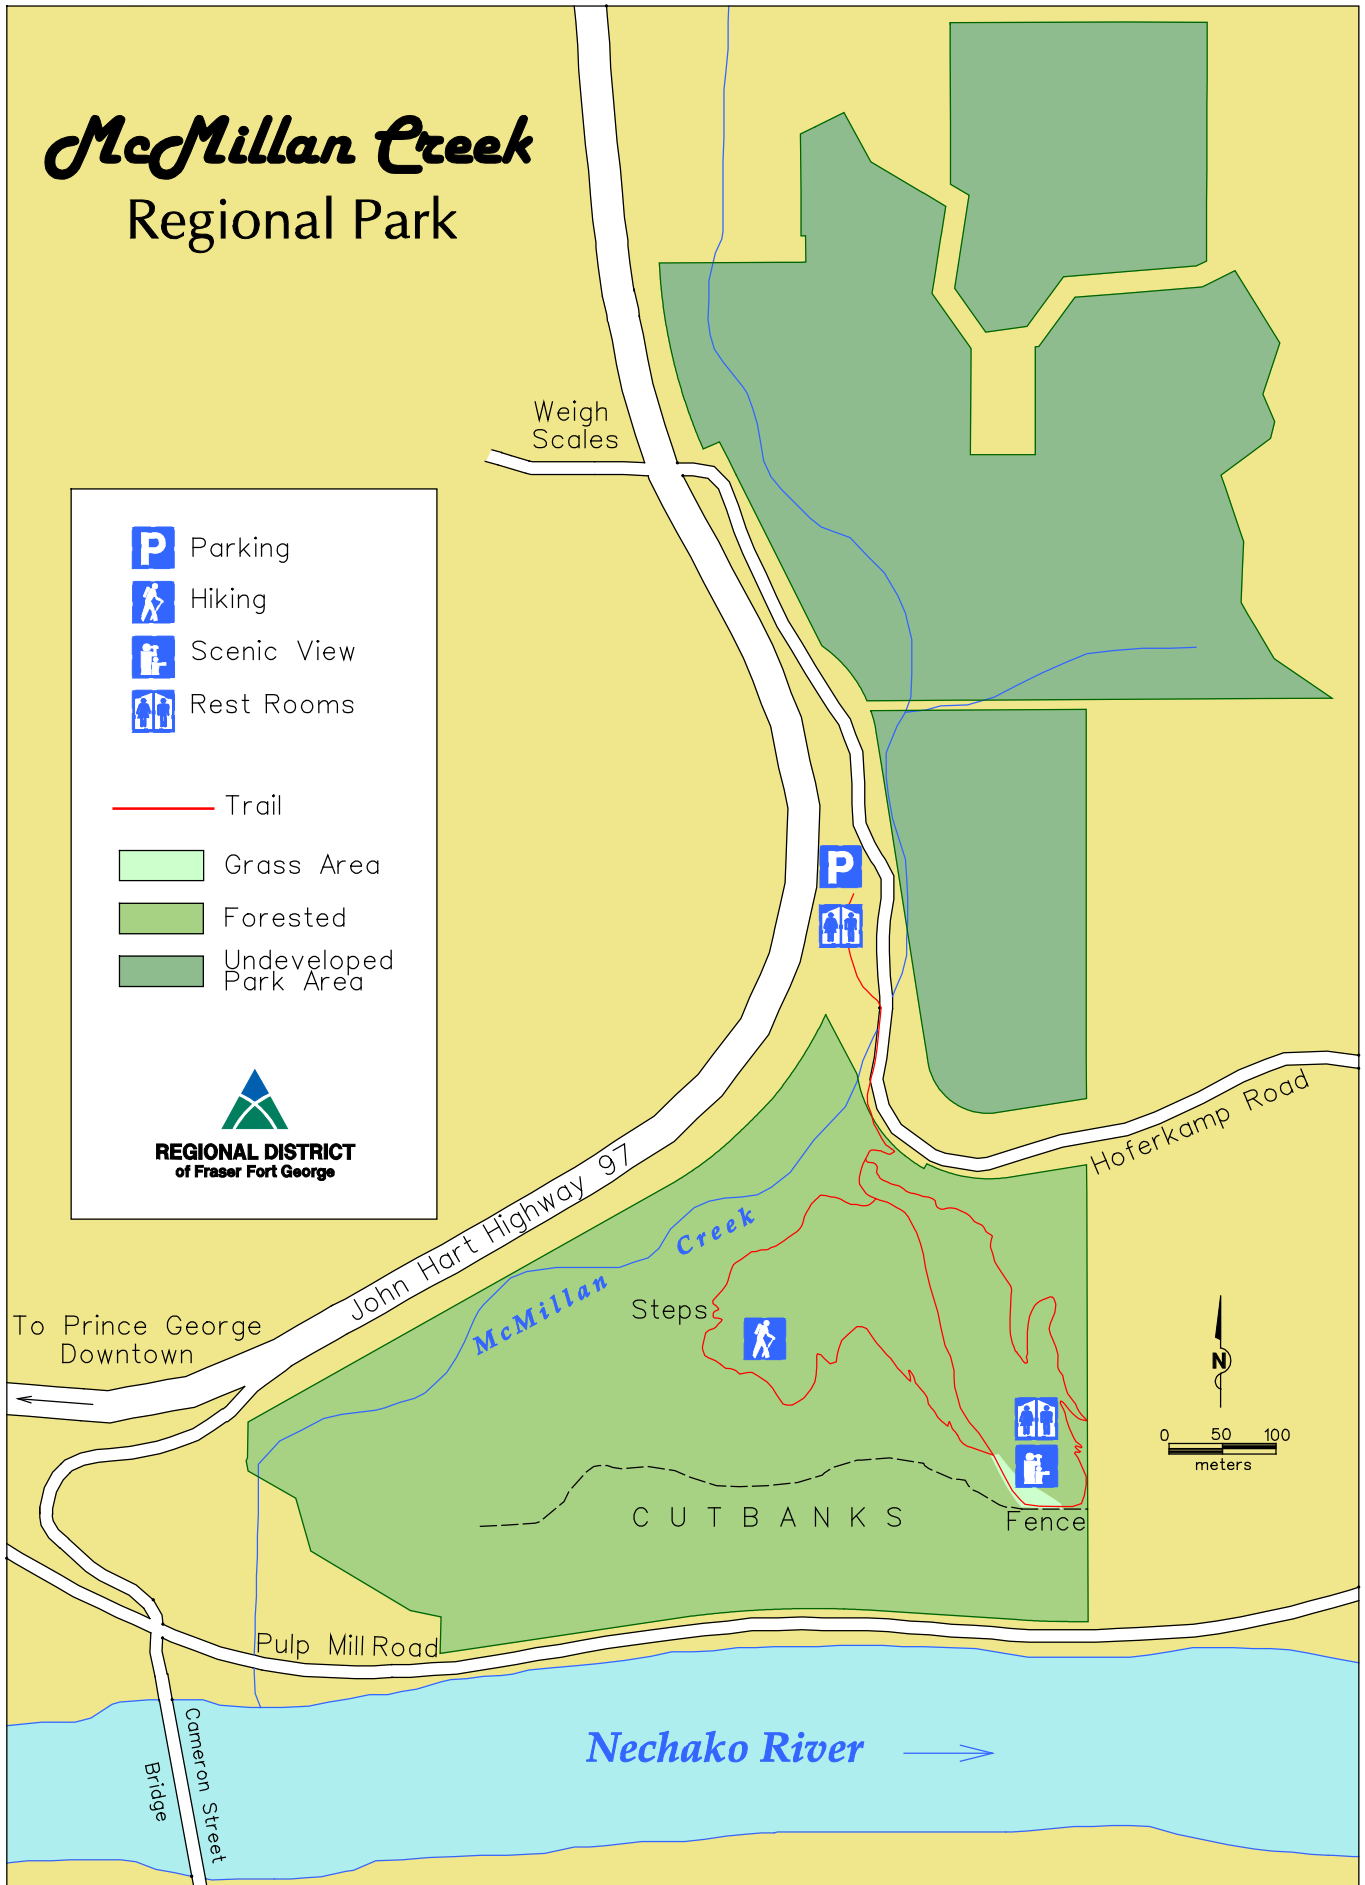 McMillan Creek
Regional Park
Weigh
Scales
P Parking
Hiking
Scenic View
Rest Rooms
Trail
Grass Area
Forested
Undeveloped
Park Area
REGIONAL DISTRICT
of Fraser Fort George
P
Hoferkamp Road
John Hart Highway 97
McMillan Creek
Steps
To Prince George
Downtown
N
0 50 100
meters
CUTBANKS
Fence
Pulp Mill Road
Nechako River
Cameron Street
Bridge